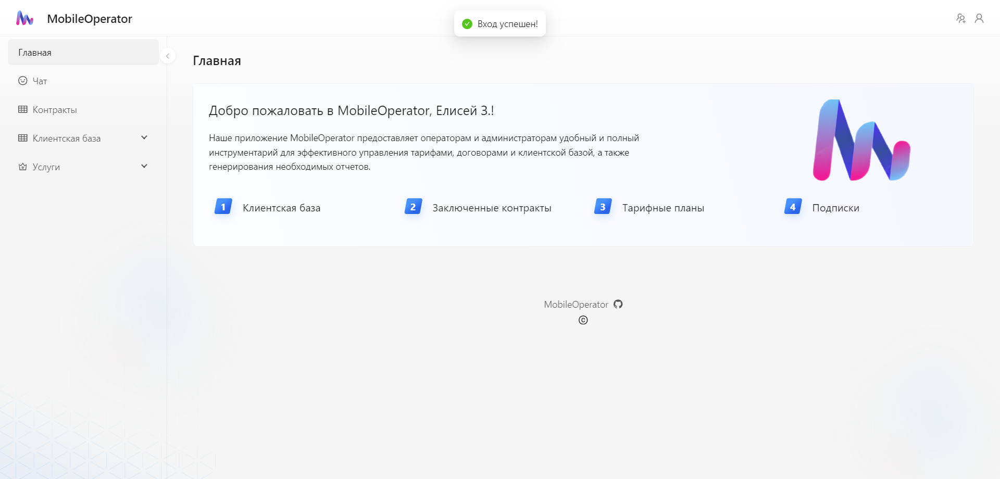 MobileOperator
Вход успешен!
Главная
Чат
Контракты
Клиентская база
Услуги
Главная
Добро пожаловать в MobileOperator, Елисей З.!
Наше приложение MobileOperator предоставляет операторам и администраторам удобный и полный
инструментарий для эффективного управления тарифами, договорами и клиентской базой, а также
генерирования необходимых отчетов.
1 Клиентская база
2 Заключенные контракты
3 Тарифные планы
4 Подписки
MobileOperator
©